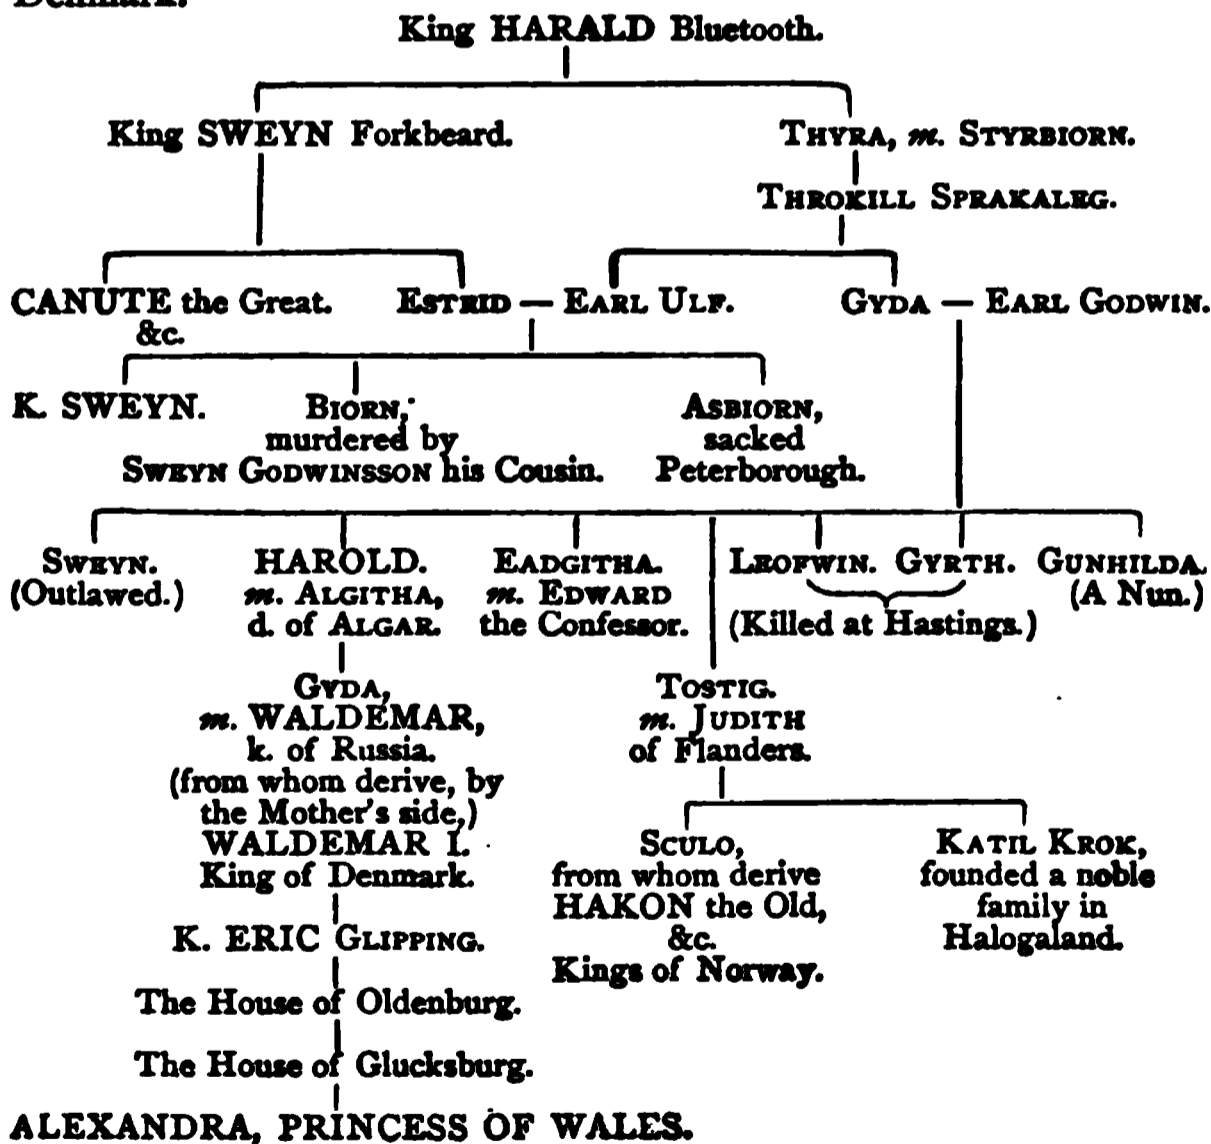 Denmark.
King HARALD Bluetooth.
King SWEYN Forkbeard.
THYRA, m. STYRBIORN.
THROKILL SPRAKALEG.
CANUTE the Great.
&c.
ESTRID — EARL ULF.
GYDA — EARL GODWIN.
K. SWEYN.
BIORN,
murdered by
SWEYN GODWINSSON his Cousin.
ASBIORN,
sacked
Peterborough.
SWEYN.
(Outlawed.)
HAROLD.
m. ALGITHA,
d. of ALGAR.
EADGITHA.
m. EDWARD
the Confessor.
LEOFWIN. GYRTH.
(Killed at Hastings.)
GUNHILDA.
(A Nun.)
GYDA,
m. WALDEMAR,
k. of Russia.
(from whom derive, by
the Mother's side,)
WALDEMAR I.
King of Denmark.
K. ERIC GLIPPING.
The House of Oldenburg.
The House of Glucksburg.
ALEXANDRA, PRINCESS OF WALES.
TOSTIG.
m. JUDITH
of Flanders.
SCULO,
from whom derive
HAKON the Old,
&c.
Kings of Norway.
KATIL KROK,
founded a noble
family in
Halogaland.